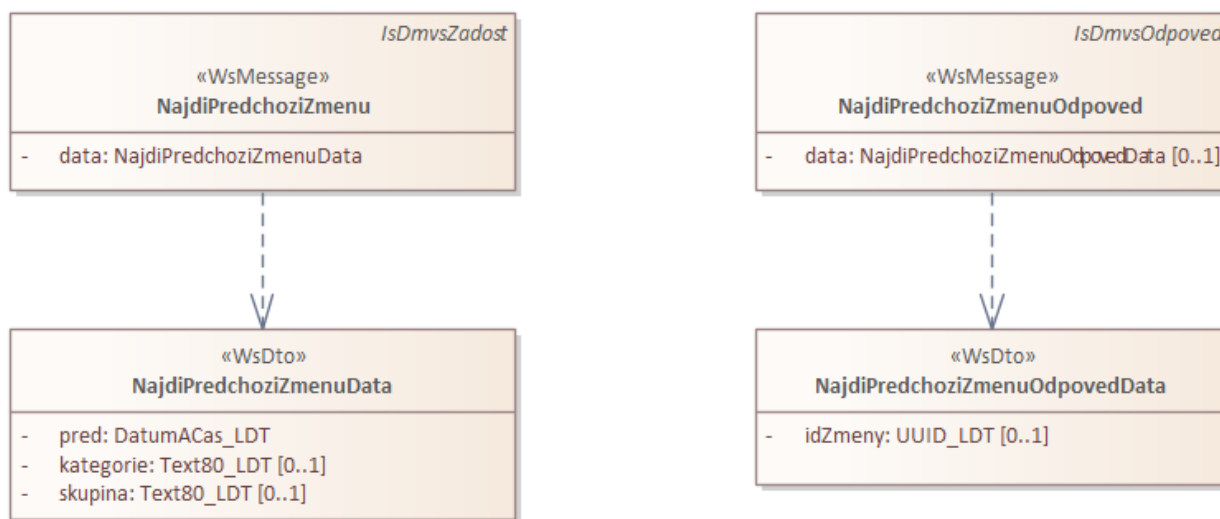 IsDmvsZadost
«WsMessage»
NajdiPredchoziZmenu
- data: NajdiPredchoziZmenuData
IsDmvsOdpoved
«WsMessage»
NajdiPredchoziZmenuOdpoved
- data: NajdiPredchoziZmenuOdpovedData [0..1]
«WsDto»
NajdiPredchoziZmenuData
- pred: DatumACas_LDT
- kategorie: Text80_LDT [0..1]
- skupina: Text80_LDT [0..1]
«WsDto»
NajdiPredchoziZmenuOdpovedData
- idZmeny: UUID_LDT [0..1]